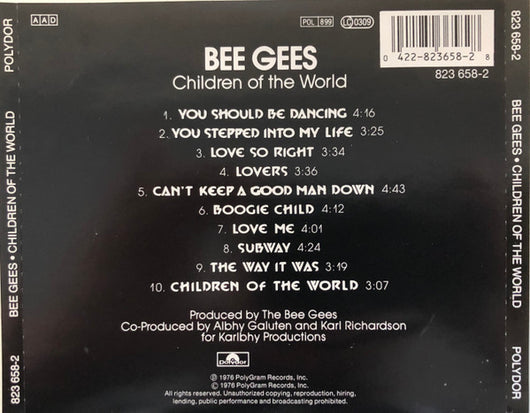 AAD
POL 899
LC 0309
BEE GEES
Children of the World
0 422-823658-2 8
823 658-2
1. YOU SHOULD BE DANCING 4:16
2. YOU STEPPED INTO MY LIFE 3:25
3. LOVE SO RIGHT 3:34
4. LOVERS 3:36
5. CAN'T KEEP A GOOD MAN DOWN 4:43
6. BOOGIE CHILD 4:12
7. LOVE ME 4:01
8. SUBWAY 4:24
9. THE WAY IT WAS 3:19
10. CHILDREN OF THE WORLD 3:07
Produced by The Bee Gees
Co-Produced by Albhy Galuten and Karl Richardson
for Karlbhy Productions
Polydor
℗ 1976 PolyGram Records, Inc.
© 1976 PolyGram Records, Inc.
All rights reserved. Unauthorized copying, reproduction, hiring,
lending, public performance and broadcasting prohibited.
823 658-2 BEE GEES • CHILDREN OF THE WORLD POLYDOR
823 658-2 BEE GEES • CHILDREN OF THE WORLD POLYDOR